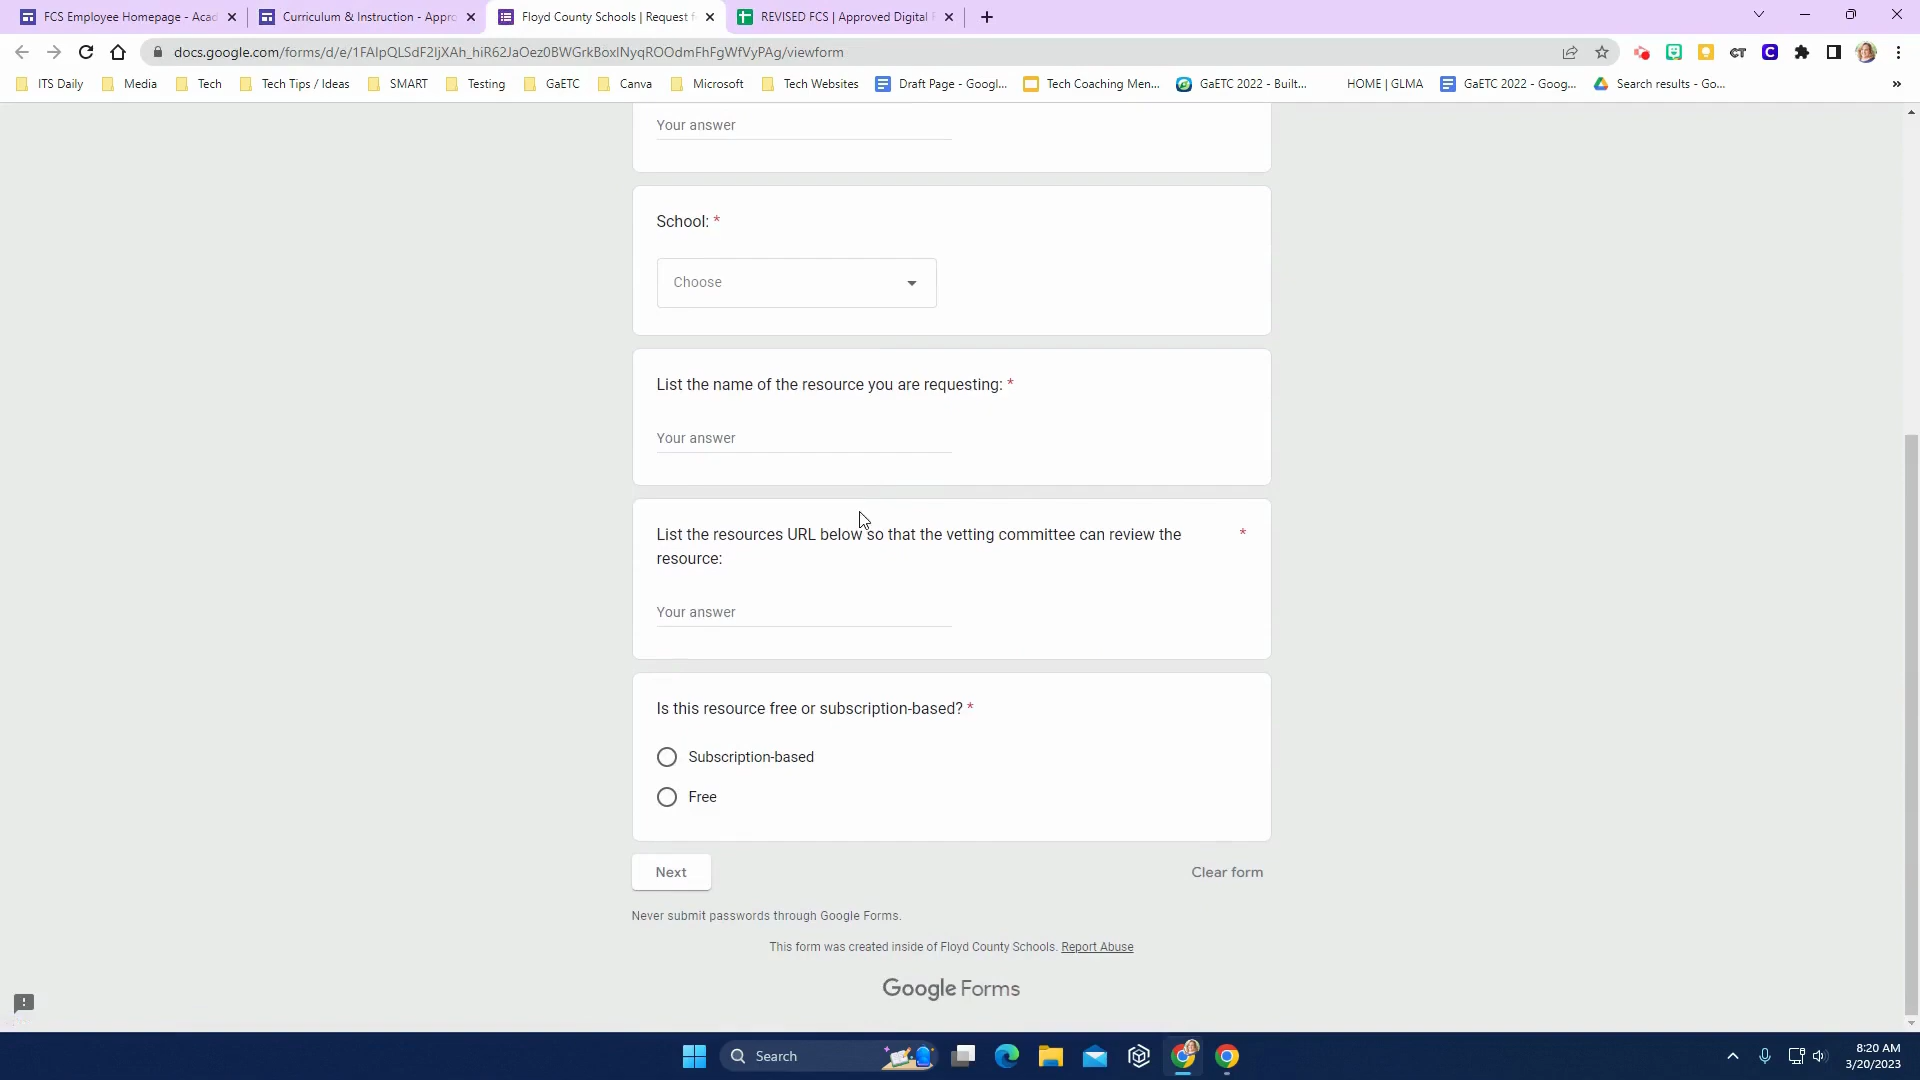 FCS Employee Homepage - Acad
Curriculum & Instruction - Appro
Floyd County Schools | Request f
REVISED FCS | Approved Digital R
docs.google.com/forms/d/e/1FAIpQLSdF2IjXAh_hiR62JaOez0BWGrkBoxlNyqROOdmFhFgWfVyPAg/viewform
ITS Daily
Media
Tech
Tech Tips / Ideas
SMART
Testing
GaETC
Canva
Microsoft
Tech Websites
Draft Page - Googl...
Tech Coaching Men...
GaETC 2022 - Built...
HOME | GLMA
GaETC 2022 - Goog...
Search results - Go...
»
Your answer
School: *
Choose
List the name of the resource you are requesting: *
Your answer
List the resources URL below so that the vetting committee can review the *
resource:
Your answer
Is this resource free or subscription-based? *
Subscription-based
Free
Next
Clear form
Never submit passwords through Google Forms.
This form was created inside of Floyd County Schools. Report Abuse
Google Forms
Search
8:20 AM
3/20/2023